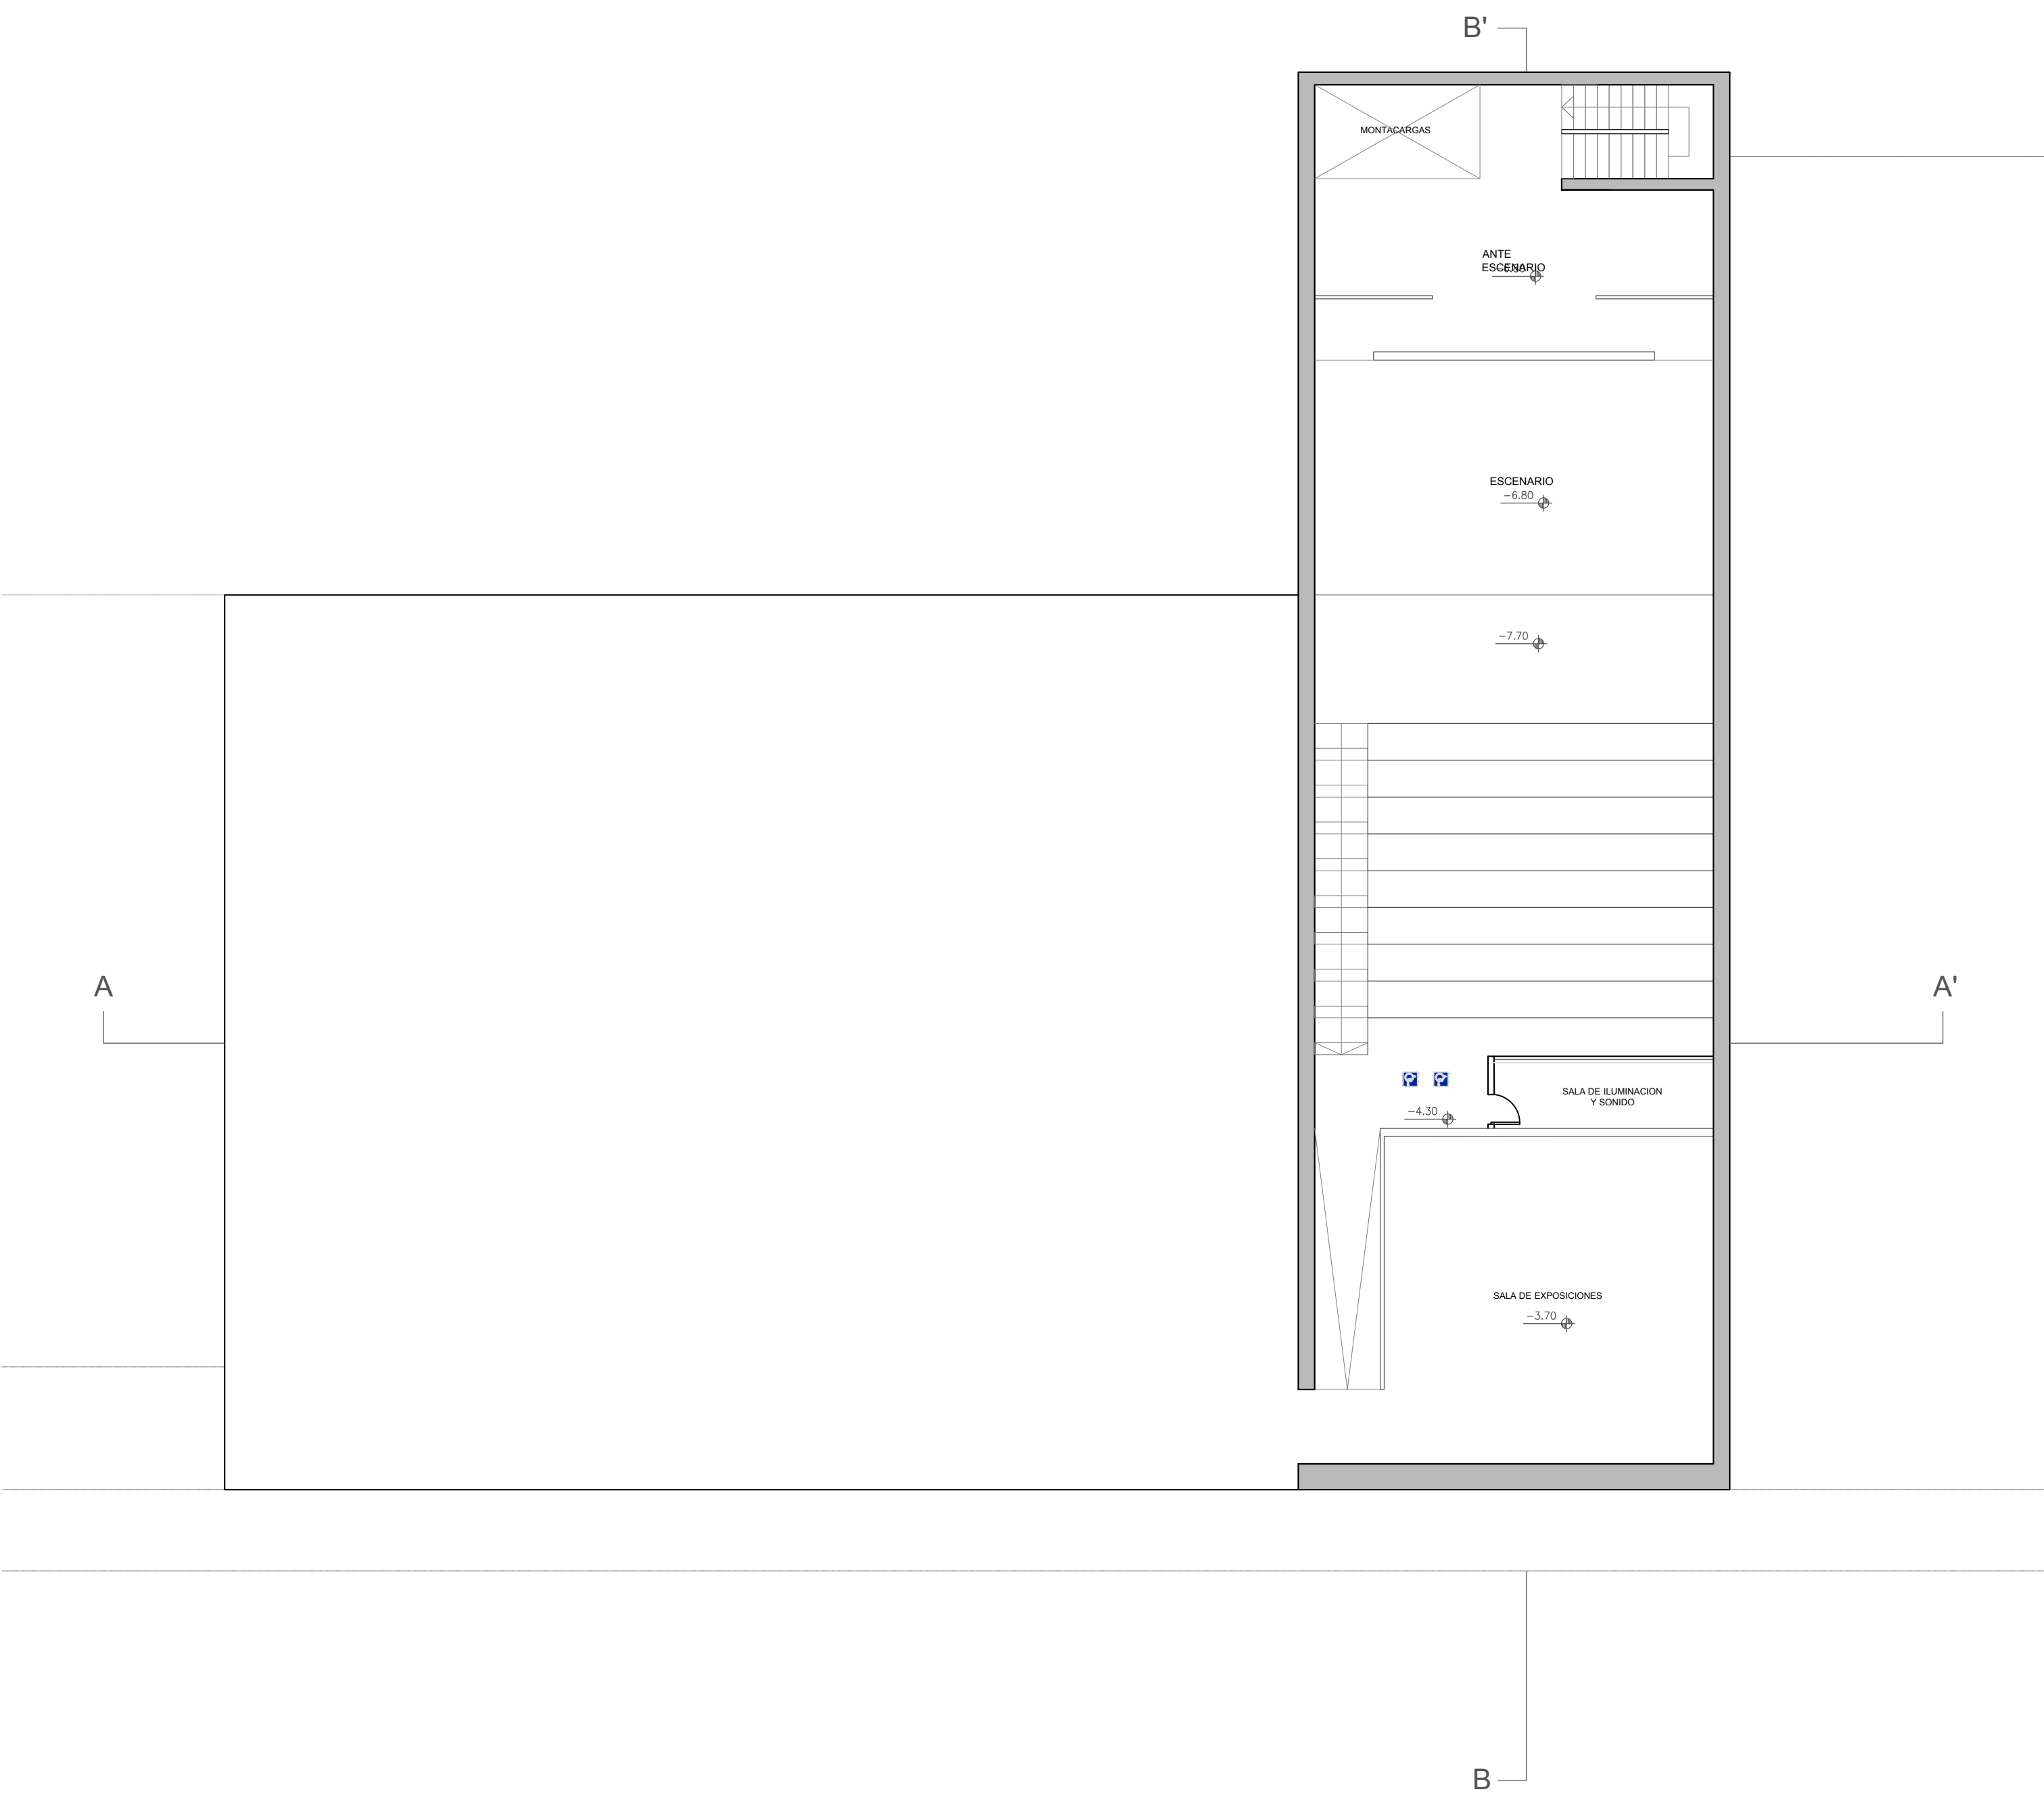 B'
MONTACARGAS
ANTE
ESCENARIO
ESCENARIO
-6.80
-7.70
A
A'
SALA DE ILUMINACION
Y SONIDO
-4.30
SALA DE EXPOSICIONES
-3.70
B